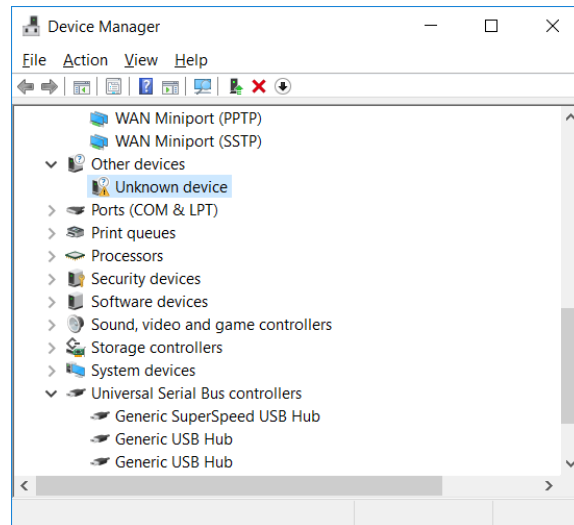 Device Manager
File Action View Help
WAN Miniport (PPTP)
WAN Miniport (SSTP)
Other devices
Unknown device
Ports (COM & LPT)
Print queues
Processors
Security devices
Software devices
Sound, video and game controllers
Storage controllers
System devices
Universal Serial Bus controllers
Generic SuperSpeed USB Hub
Generic USB Hub
Generic USB Hub